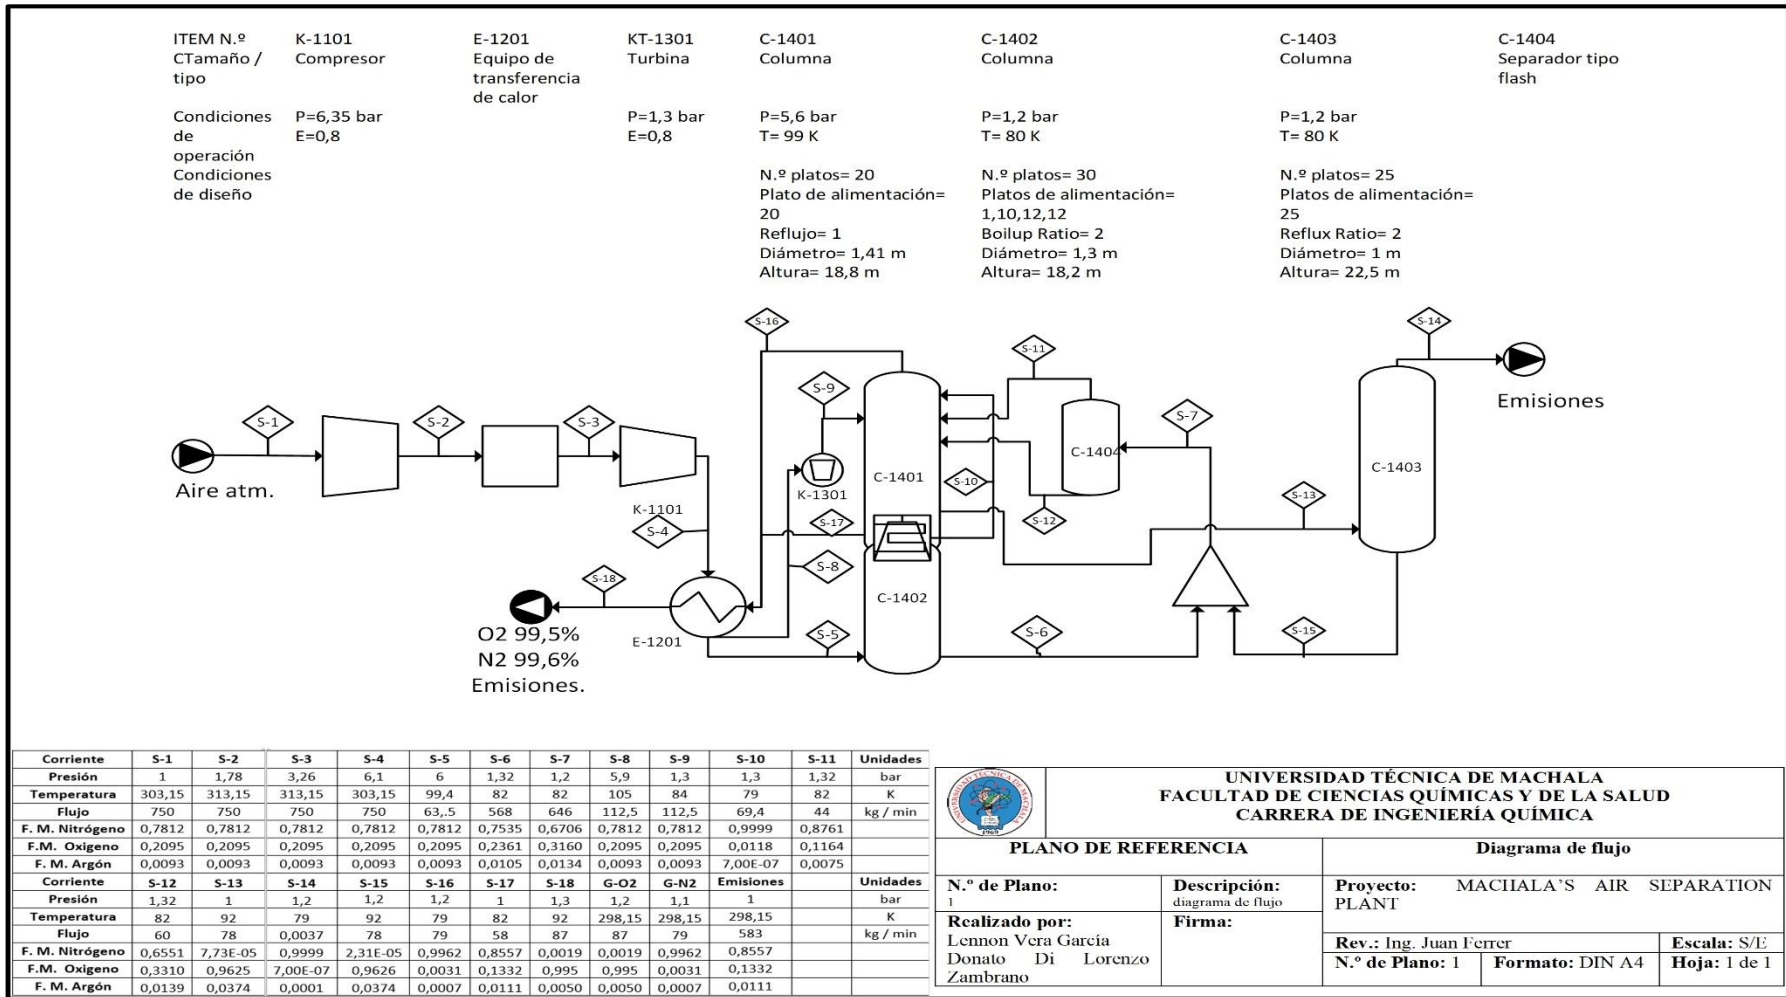 ITEM N.º K-1101 E-1201 KT-1301 C-1401 C-1402 C-1403 C-1404
CTamaño / Compresor Equipo de Turbina Columna Columna Columna Separador tipo
tipo transferencia flash
de calor
Condiciones P=6,35 bar P=1,3 bar P=5,6 bar P=1,2 bar P=1,2 bar
de E=0,8 E=0,8 T= 99 K T= 80 K T= 80 K
operación
Condiciones N.º platos= 20 N.º platos= 30 N.º platos= 25
de diseño Plato de alimentación= Platos de alimentación= Platos de alimentación=
20 1,10,12,12 25
Reflujo= 1 Boilup Ratio= 2 Reflux Ratio= 2
Diámetro= 1,41 m Diámetro= 1,3 m Diámetro= 1 m
Altura= 18,8 m Altura= 18,2 m Altura= 22,5 m
S-16
S-14
S-11
S-9
Emisiones
S-1
S-2
S-3
S-7
C-1404
Aire atm.
C-1401
C-1403
K-1301
S-10
S-13
K-1101
S-4
S-17
S-12
S-8
S-18
C-1402
O2 99,5%
N2 99,6%
Emisiones.
E-1201
S-5
S-6
S-15
Corriente S-1 S-2 S-3 S-4 S-5 S-6 S-7 S-8 S-9 S-10 S-11 Unidades
Presión 1 1,78 3,26 6,1 6 1,32 1,2 5,9 1,3 1,3 1,32 bar
Temperatura 303,15 313,15 313,15 303,15 99,4 82 82 105 84 79 82 K
Flujo 750 750 750 750 63,.5 568 646 112,5 112,5 69,4 44 kg / min
F. M. Nitrógeno 0,7812 0,7812 0,7812 0,7812 0,7812 0,7535 0,6706 0,7812 0,7812 0,9999 0,8761
F.M. Oxigeno 0,2095 0,2095 0,2095 0,2095 0,2095 0,2361 0,3160 0,2095 0,2095 0,0118 0,1164
F. M. Argón 0,0093 0,0093 0,0093 0,0093 0,0093 0,0105 0,0134 0,0093 0,0093 7,00E-07 0,0075
Corriente S-12 S-13 S-14 S-15 S-16 S-17 S-18 G-O2 G-N2 Emisiones Unidades
Presión 1,32 1 1,2 1,2 1,2 1 1,3 1,2 1,1 1 bar
Temperatura 82 92 79 92 79 82 92 298,15 298,15 298,15 K
Flujo 60 78 0,0037 78 79 58 87 87 79 583 kg / min
F. M. Nitrógeno 0,6551 7,73E-05 0,9999 2,31E-05 0,9962 0,8557 0,0019 0,0019 0,9962 0,8557
F.M. Oxigeno 0,3310 0,9625 7,00E-07 0,9626 0,0031 0,1332 0,995 0,995 0,0031 0,1332
F. M. Argón 0,0139 0,0374 0,0001 0,0374 0,0007 0,0111 0,0050 0,0050 0,0007 0,0111
UNIVERSIDAD TÉCNICA DE MACHALA
FACULTAD DE CIENCIAS QUÍMICAS Y DE LA SALUD
CARRERA DE INGENIERÍA QUÍMICA
PLANO DE REFERENCIA Diagrama de flujo
N.º de Plano: Descripción: Proyecto: MACHALA'S AIR SEPARATION
1 diagrama de flujo PLANT
Realizado por: Firma:
Lennon Vera García Rev.: Ing. Juan Ferrer Escala: S/E
Donato Di Lorenzo N.º de Plano: 1 Formato: DIN A4 Hoja: 1 de 1
Zambrano